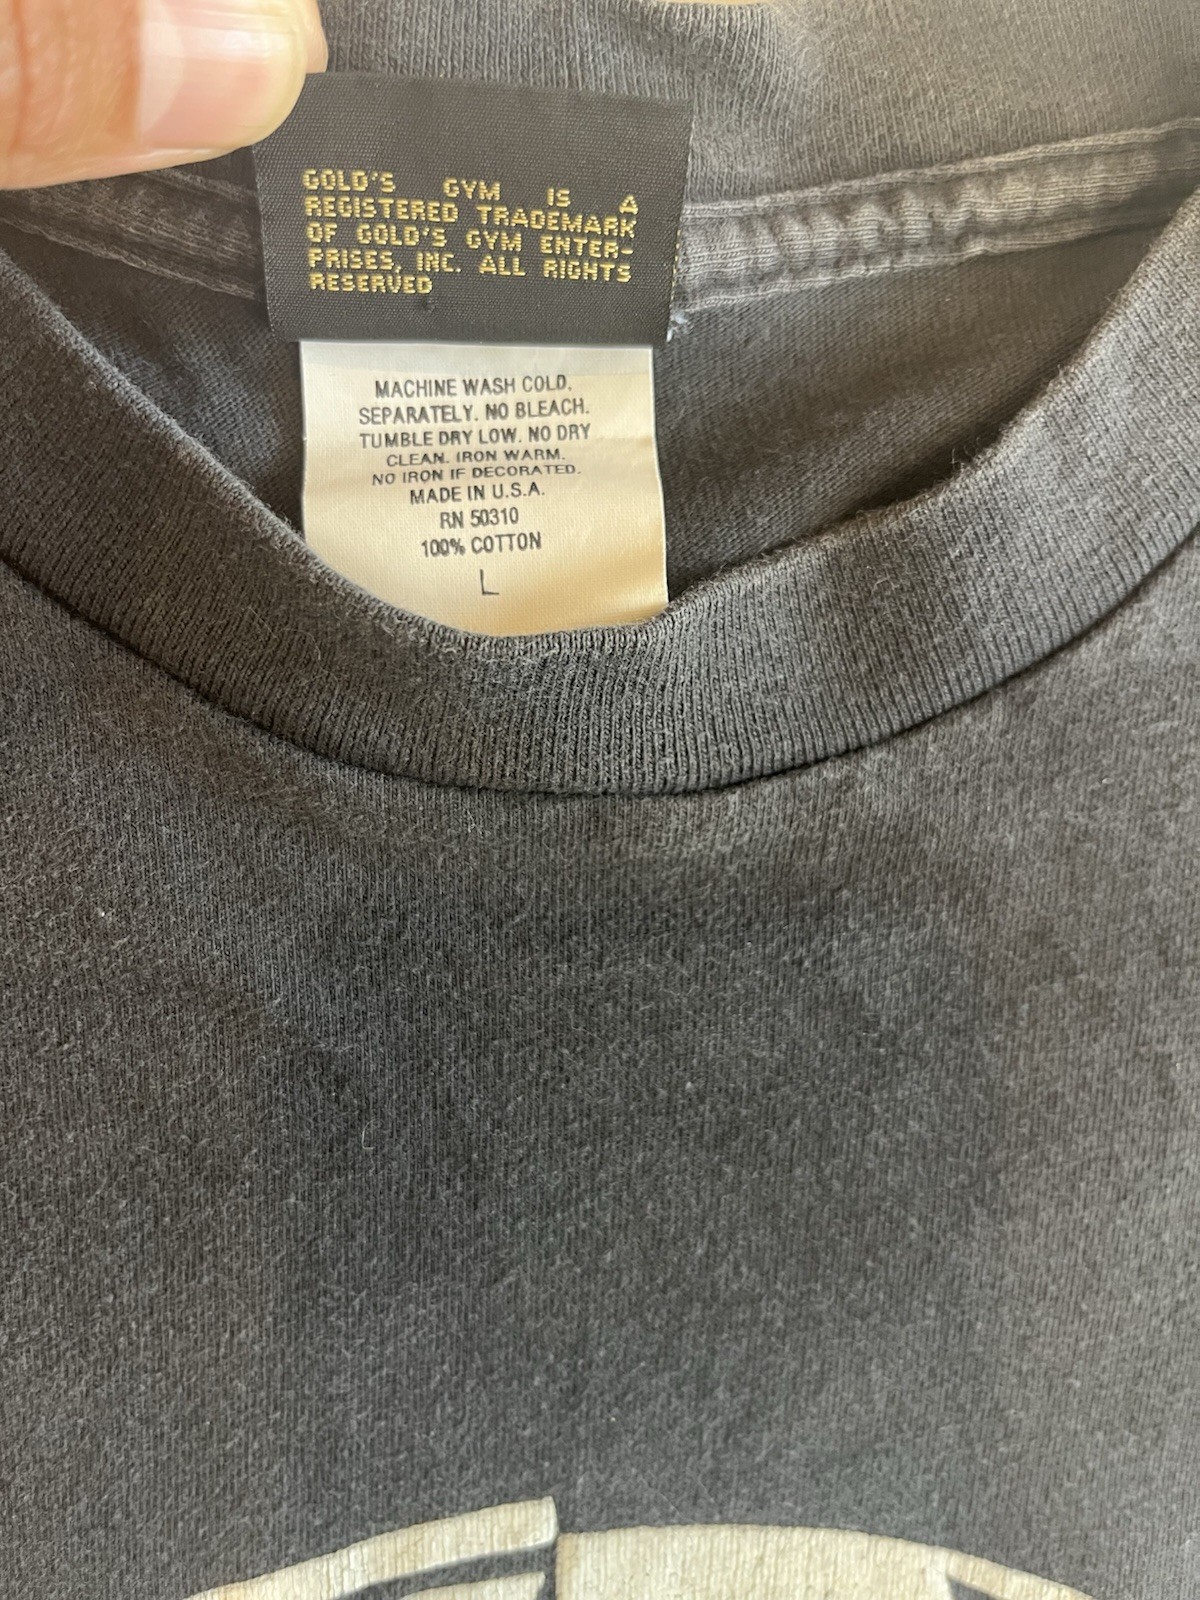 GOLD'S GYM IS A
REGISTERED TRADEMARK
OF GOLD'S GYM ENTER-
PRISES, INC. ALL RIGHTS
RESERVED
MACHINE WASH COLD.
SEPARATELY. NO BLEACH.
TUMBLE DRY LOW. NO DRY
CLEAN. IRON WARM.
NO IRON IF DECORATED.
MADE IN U.S.A.
RN 50310
100% COTTON
L